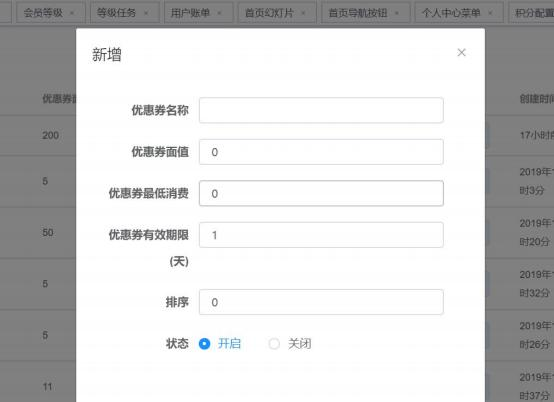 会员等级 × 等级任务 × 用户账单 × 首页幻灯片 × 首页导航按钮 × 个人中心菜单 × 积分配置
新增 ×
优惠券 创建时间
优惠券名称
200 17小时
优惠券面值 0
5 2019年1
优惠券最低消费 0
时3分
50 2019年1
优惠券有效期限 1
时20分
(天)
5 2019年1
时32分
排序 0
5 2019年1
状态 开启 关闭
时26分
11 2019年1
时37分